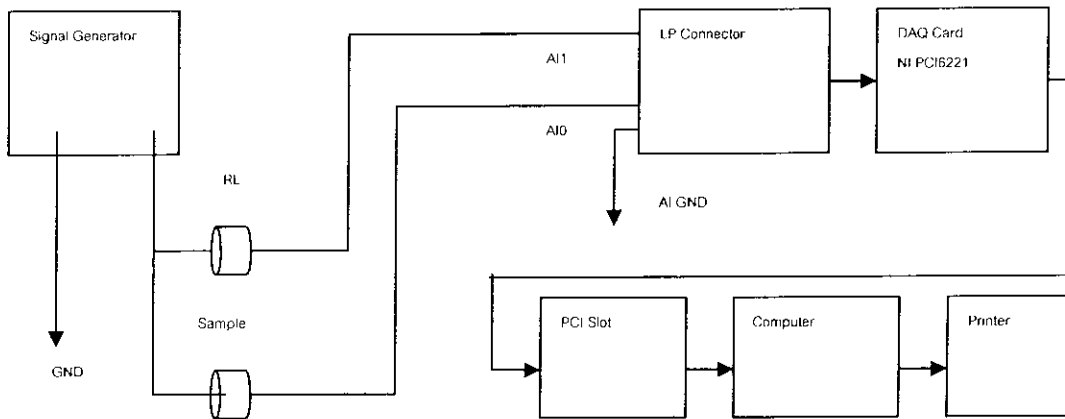 Signal Generator
LP Connector
DAQ Card
NI PCI6221
AI1
AI0
RL
AI GND
Sample
PCI Slot
Computer
Printer
GND